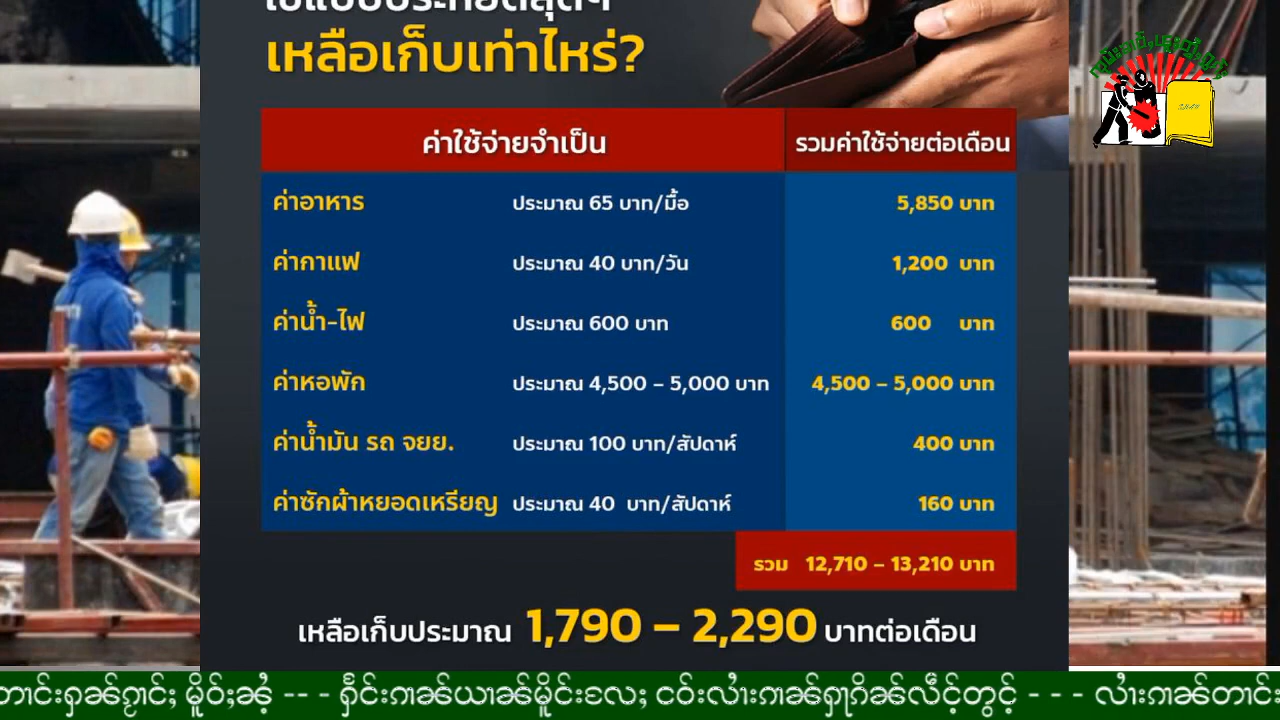 เหลือเก็บเท่าไหร่?
ค่าใช้จ่ายจำเป็น รวมค่าใช้จ่ายต่อเดือน
ค่าอาหาร ประมาณ 65 บาท/มื้อ 5,850 บาท
ค่ากาแฟ ประมาณ 40 บาท/วัน 1,200 บาท
ค่าน้ำ-ไฟ ประมาณ 600 บาท 600 บาท
ค่าหอพัก ประมาณ 4,500 – 5,000 บาท 4,500 – 5,000 บาท
ค่าน้ำมัน รถ จยย. ประมาณ 100 บาท/สัปดาห์ 400 บาท
ค่าซักผ้าหยอดเหรียญ ประมาณ 40 บาท/สัปดาห์ 160 บาท
รวม 12,710 – 13,210 บาท
เหลือเก็บประมาณ 1,790 – 2,290 บาทต่อเดือน